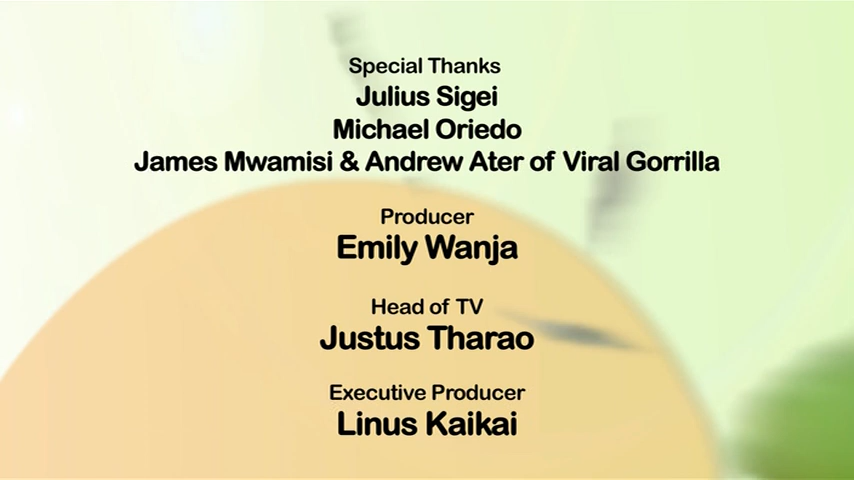 Special Thanks
Julius Sigei
Michael Oriedo
James Mwamisi & Andrew Ater of Viral Gorrilla
Producer
Emily Wanja
Head of TV
Justus Tharao
Executive Producer
Linus Kaikai